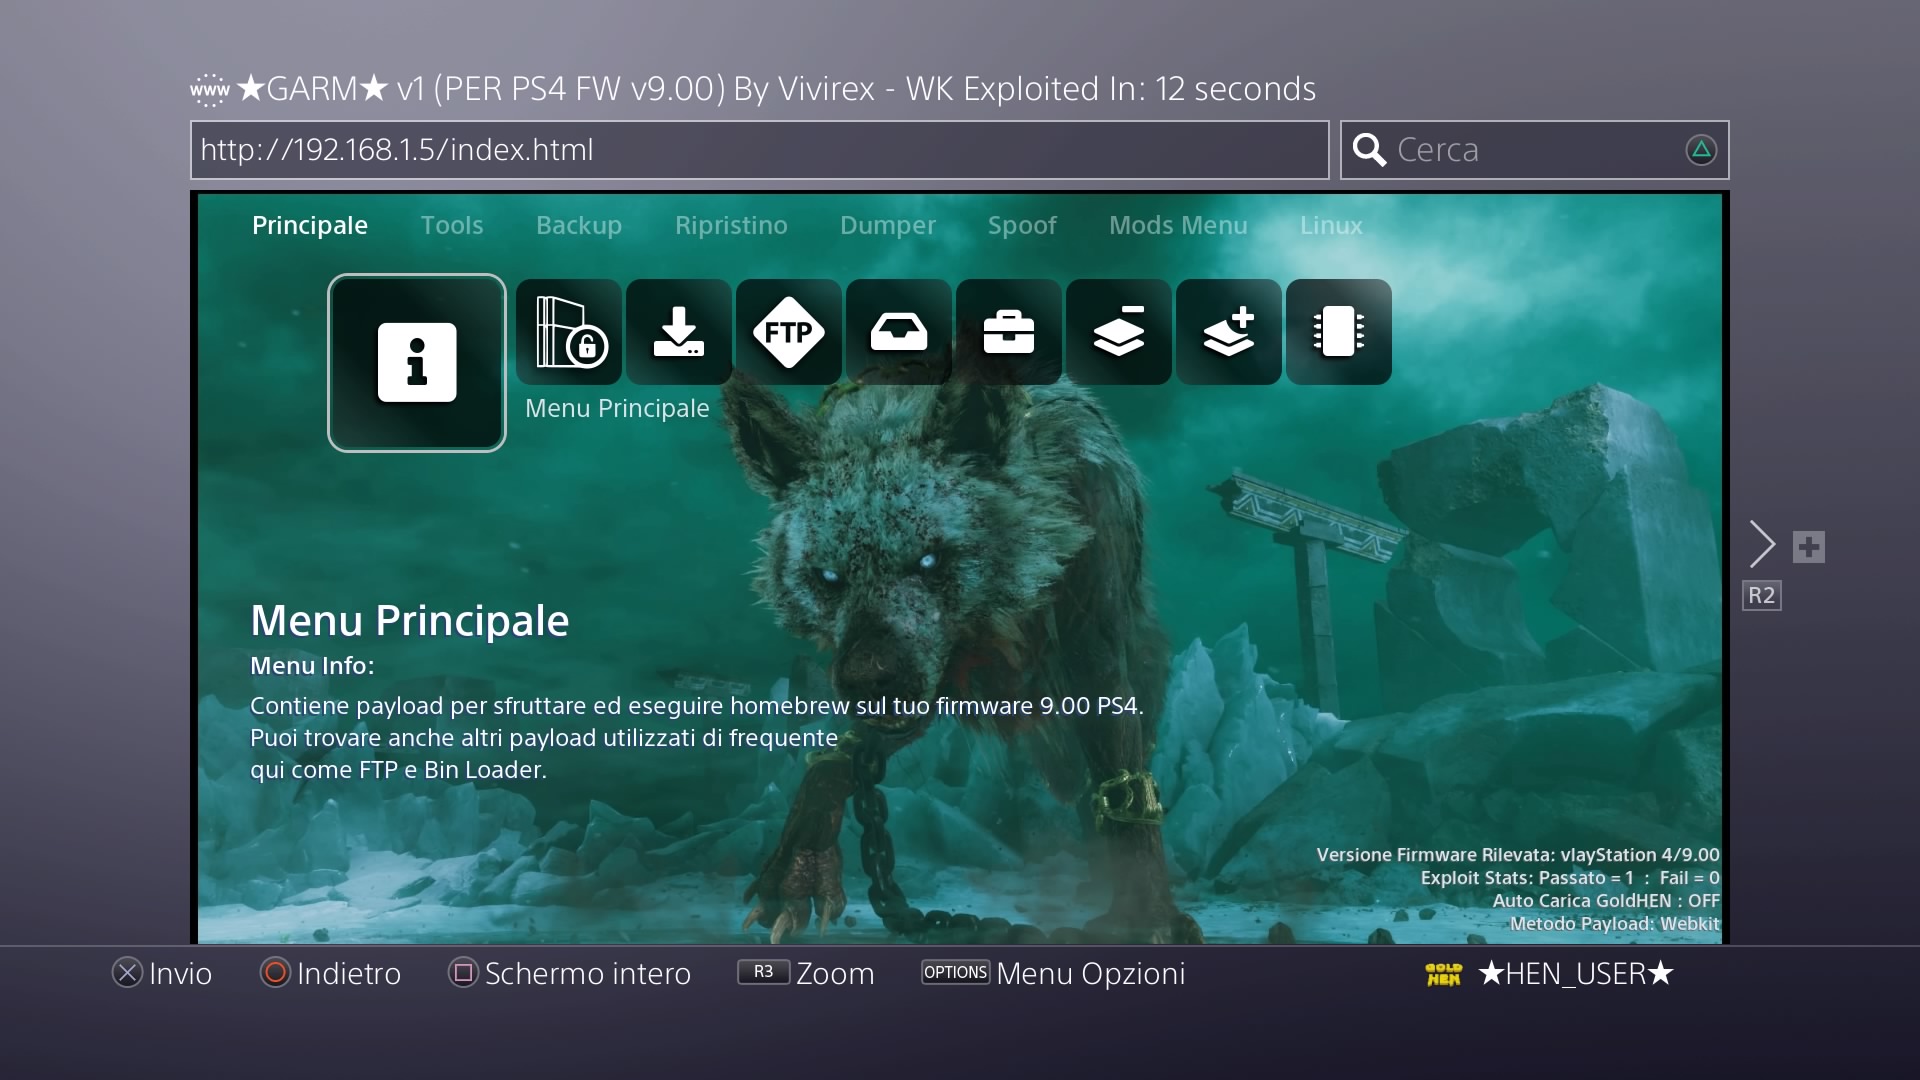 www ★GARM★ v1 (PER PS4 FW v9.00) By Vivirex - WK Exploited In: 12 seconds
http://192.168.1.5/index.html
Cerca
Principale Tools Backup Ripristino Dumper Spoof Mods Menu Linux
FTP
Menu Principale
R2
Menu Principale
Menu Info:
Contiene payload per sfruttare ed eseguire homebrew sul tuo firmware 9.00 PS4.
Puoi trovare anche altri payload utilizzati di frequente
qui come FTP e Bin Loader.
Versione Firmware Rilevata: vlayStation 4/9.00
Exploit Stats: Passato = 1 : Fail = 0
Auto Carica GoldHEN : OFF
Metodo Payload: Webkit
Invio Indietro Schermo intero R3 Zoom OPTIONS Menu Opzioni GOLD HEN ★HEN_USER★